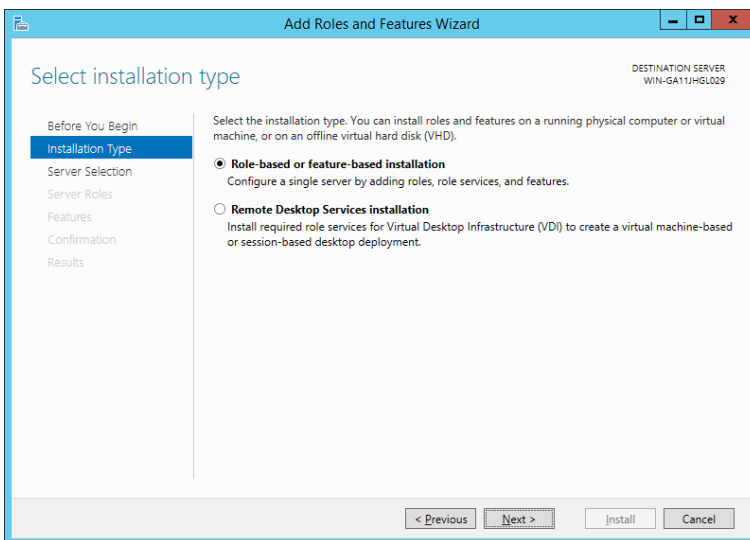 Add Roles and Features Wizard
Select installation type
DESTINATION SERVER
WIN-GA11JHGL029
Before You Begin
Installation Type
Server Selection
Server Roles
Features
Confirmation
Results
Select the installation type. You can install roles and features on a running physical computer or virtual
machine, or on an offline virtual hard disk (VHD).
Role-based or feature-based installation
Configure a single server by adding roles, role services, and features.
Remote Desktop Services installation
Install required role services for Virtual Desktop Infrastructure (VDI) to create a virtual machine-based
or session-based desktop deployment.
< Previous
Next >
Install
Cancel